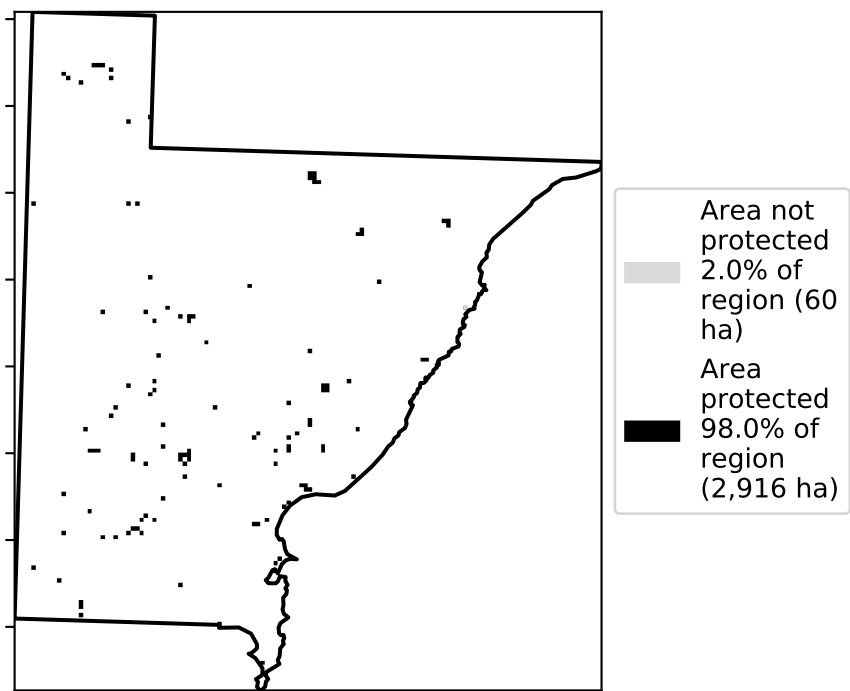 Area not
protected
2.0% of
region (60
ha)
Area
protected
98.0% of
region
(2,916 ha)